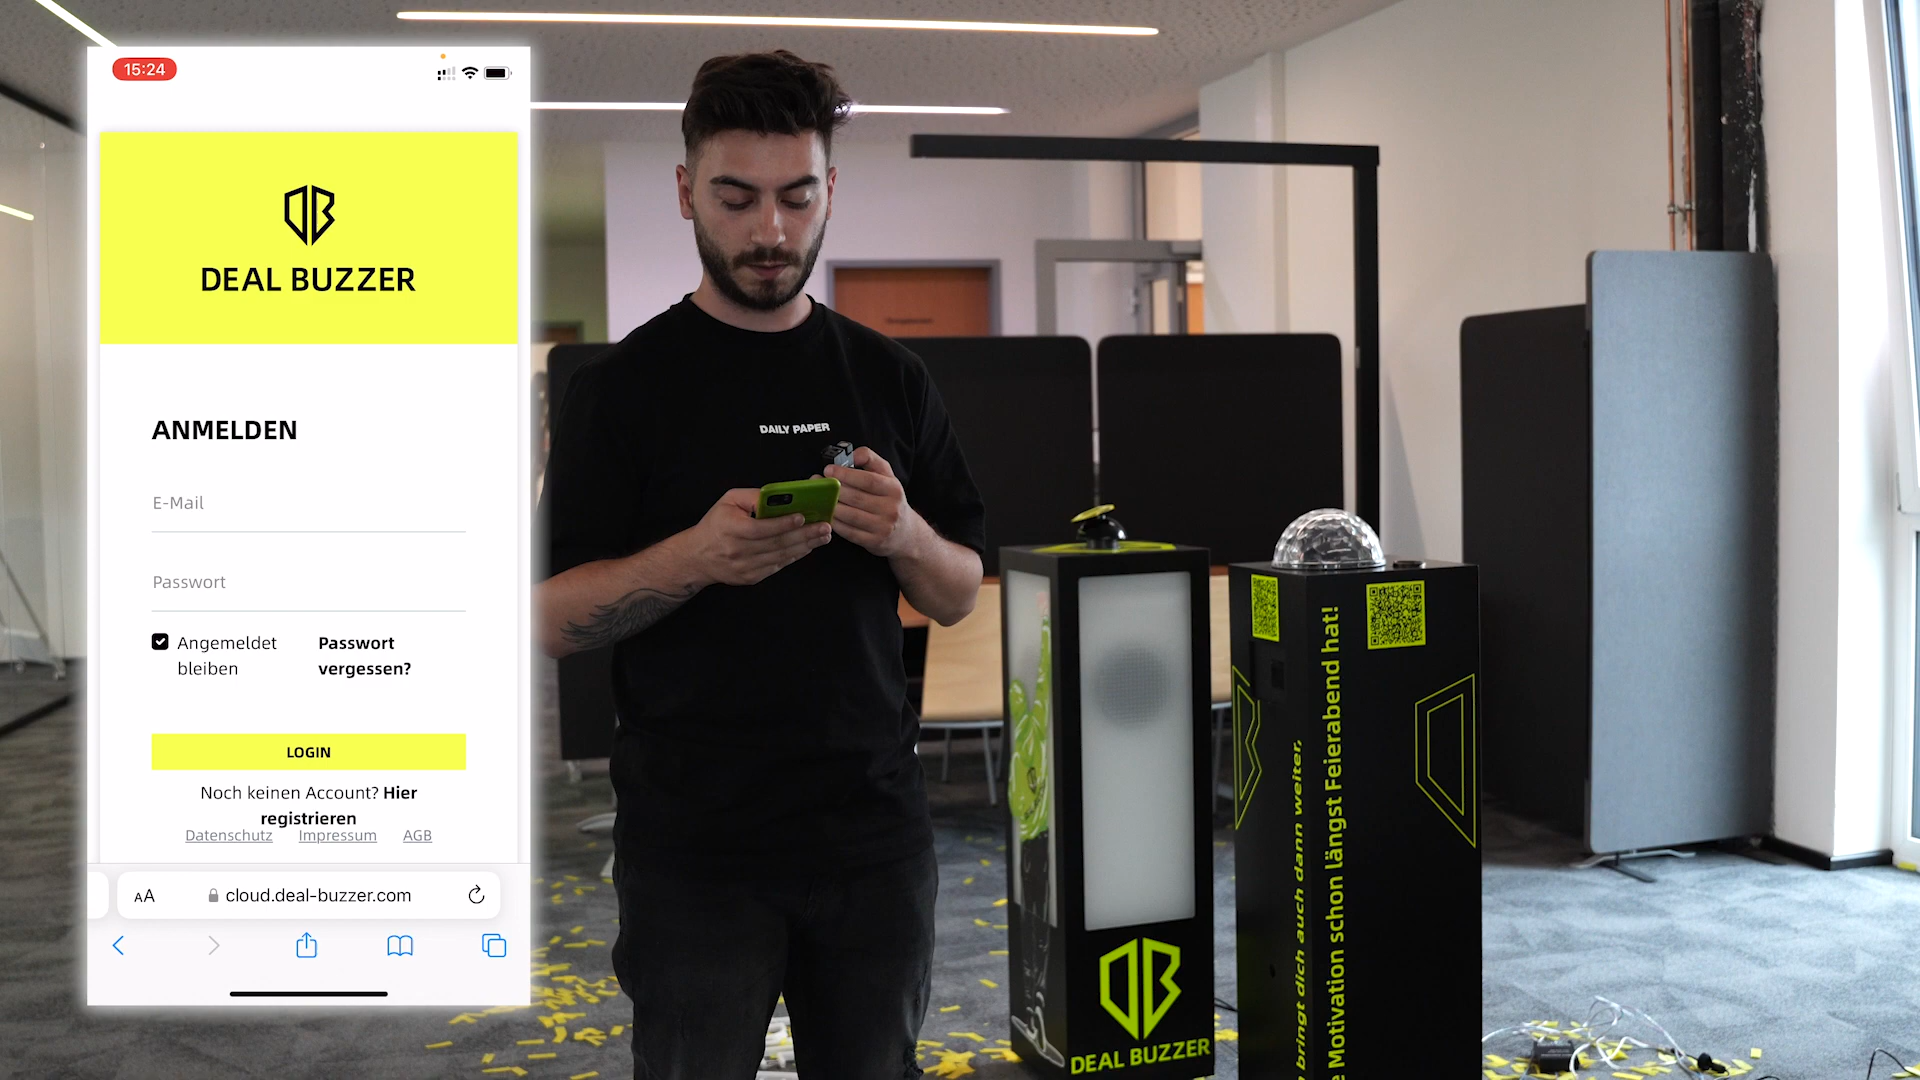 15:24
DEAL BUZZER
ANMELDEN
E-Mail
Passwort
Angemeldet
bleiben
Passwort
vergessen?
LOGIN
Noch keinen Account? Hier
registrieren
Datenschutz Impressum AGB
AA
cloud.deal-buzzer.com
DAILY PAPER
DEAL BUZZER
bringt dich auch dann weiter,
Motivation schon längst Feierabend hat!